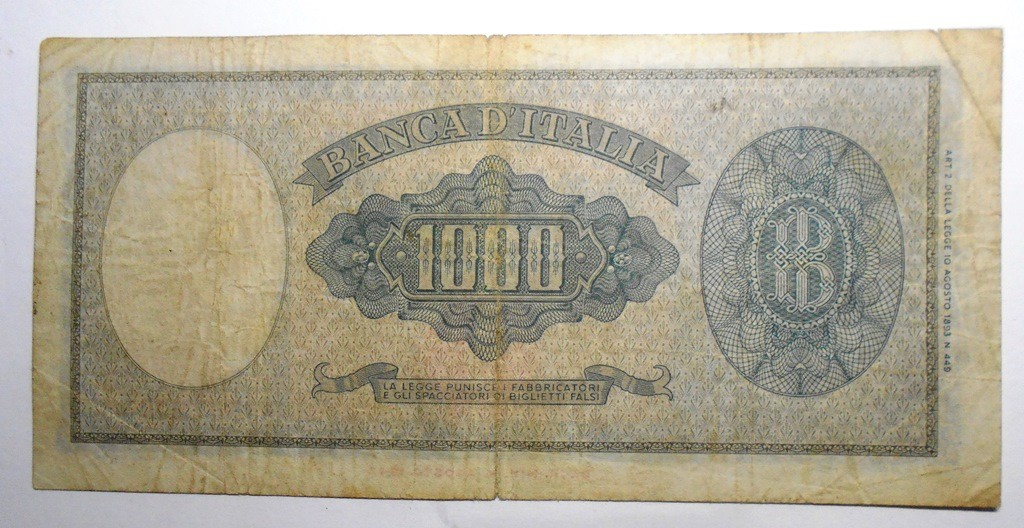 BANCA D'ITALIA
1000
LA LEGGE PUNISCE I FABBRICATORI
E GLI SPACCIATORI DI BIGLIETTI FALSI
ART. 2 DELLA LEGGE 10 AGOSTO 1893 N. 449